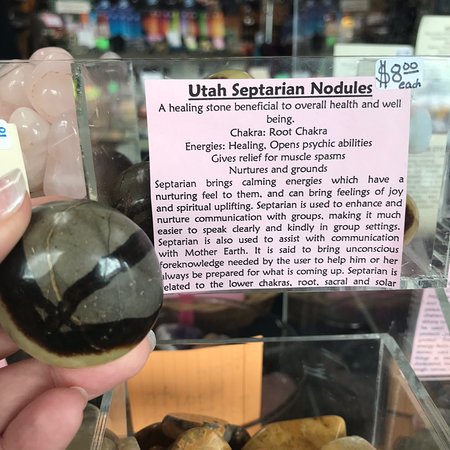 $8.00
each
Utah Septarian Nodules
A healing stone beneficial to overall health and well
being.
Chakra: Root Chakra
Energies: Healing, Opens psychic abilities
Gives relief for muscle spasms
Nurtures and grounds
Septarian brings calming energies which have a
nurturing feel to them, and can bring feelings of joy
and spiritual uplifting. Septarian is used to enhance and
nurture communication with groups, making it much
easier to speak clearly and kindly in group settings.
Septarian is also used to assist with communication
with Mother Earth. It is said to bring unconscious
foreknowledge needed by the user to help him or her
always be prepared for what is coming up. Septarian is
related to the lower chakras, root, sacral and solar